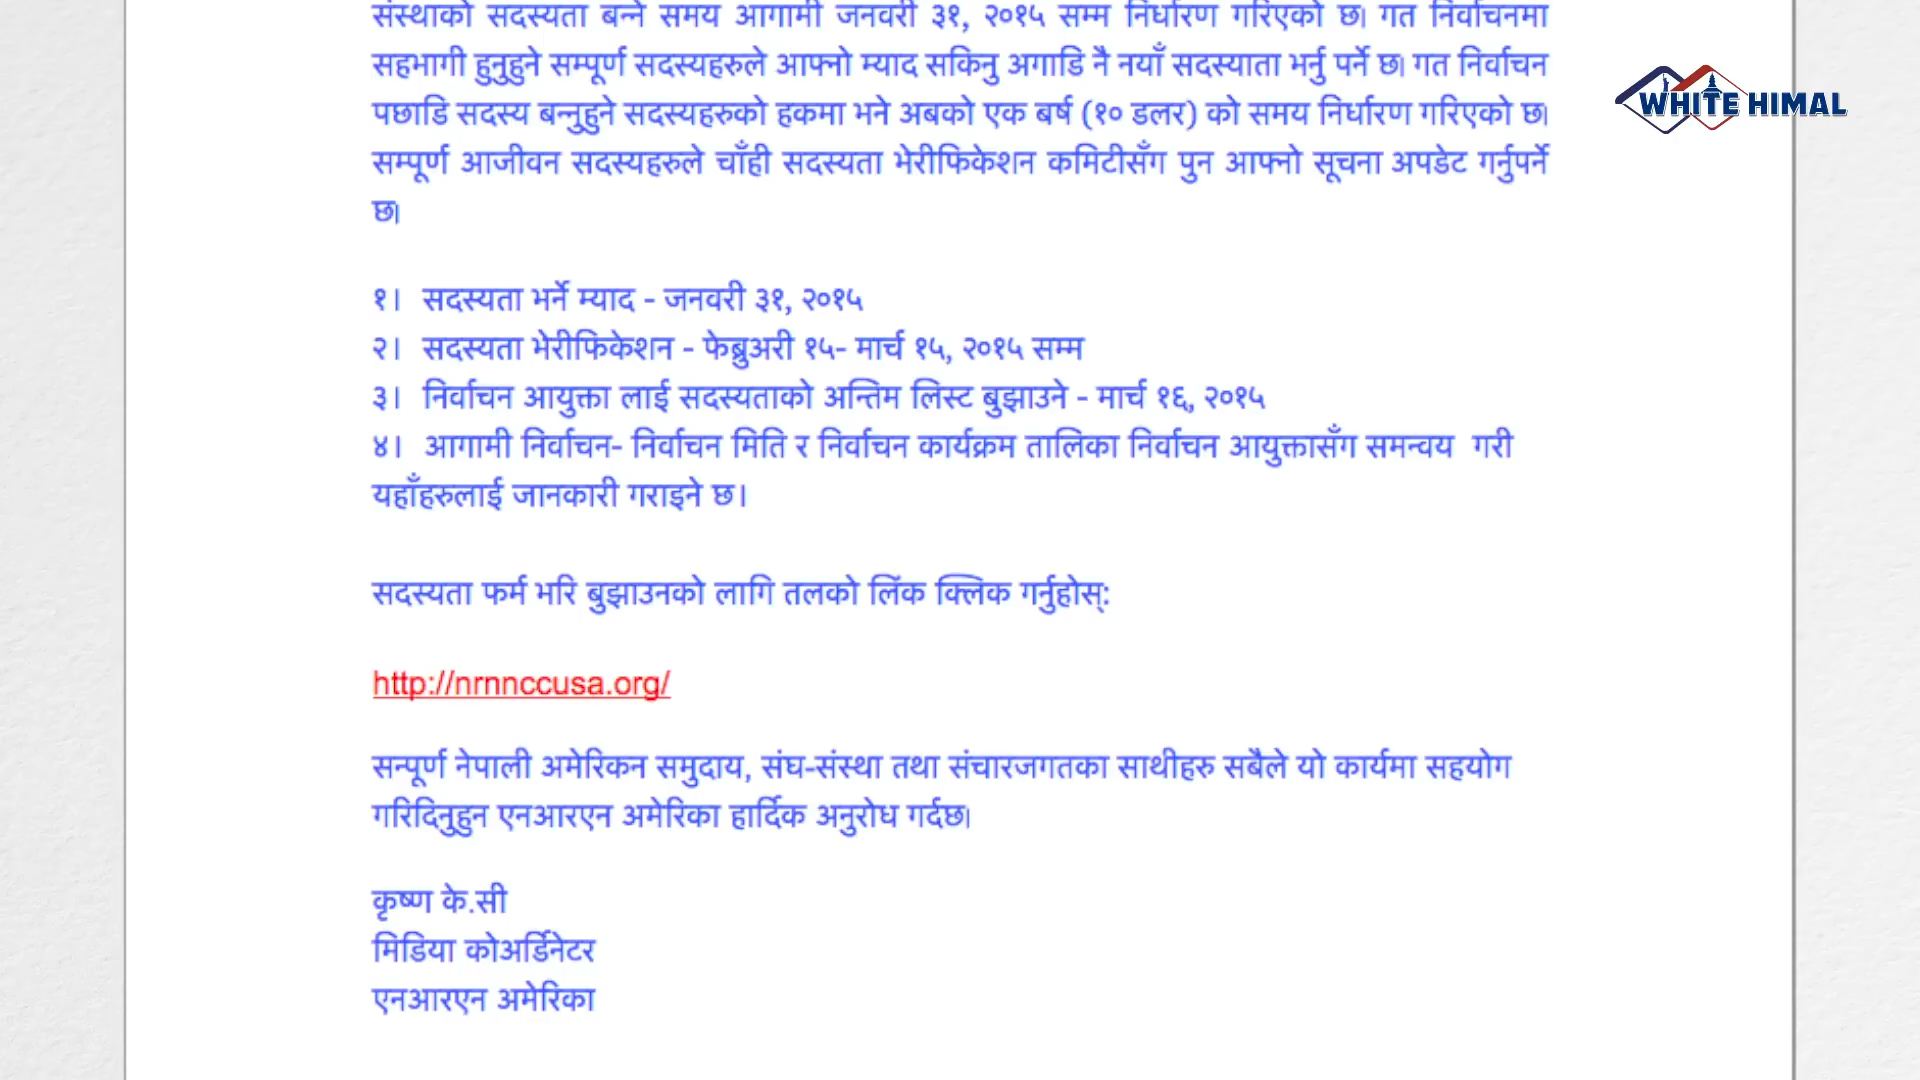 संस्थाको सदस्यता बन्ने समय आगामी जनवरी ३१, २०१५ सम्म निर्धारण गरिएको छ। गत निर्वाचनमा
सहभागी हुनुहुने सम्पूर्ण सदस्यहरुले आफ्नो म्याद सकिनु अगाडि नै नयाँ सदस्याता भर्नु पर्ने छ। गत निर्वाचन
पछाडि सदस्य बन्नुहुने सदस्यहरुको हकमा भने अबको एक बर्ष (१० डलर) को समय निर्धारण गरिएको छ।
सम्पूर्ण आजीवन सदस्यहरुले चाँही सदस्यता भेरीफिकेशन कमिटीसँग पुन आफ्नो सूचना अपडेट गर्नुपर्ने
छ।
WHITE HIMAL
१। सदस्यता भर्ने म्याद - जनवरी ३१, २०१५
२। सदस्यता भेरीफिकेशन - फेब्रुअरी १५- मार्च १५, २०१५ सम्म
३। निर्वाचन आयुक्ता लाई सदस्यताको अन्तिम लिस्ट बुझाउने - मार्च १६, २०१५
४। आगामी निर्वाचन- निर्वाचन मिति र निर्वाचन कार्यक्रम तालिका निर्वाचन आयुक्तासँग समन्वय गरी
यहाँहरुलाई जानकारी गराइने छ।
सदस्यता फर्म भरि बुझाउनको लागि तलको लिंक क्लिक गर्नुहोस्:
http://nrnnccusa.org/
सन्पूर्ण नेपाली अमेरिकन समुदाय, संघ-संस्था तथा संचारजगतका साथीहरु सबैले यो कार्यमा सहयोग
गरिदिनुहुन एनआरएन अमेरिका हार्दिक अनुरोध गर्दछ।
कृष्ण के.सी
मिडिया कोअर्डिनेटर
एनआरएन अमेरिका